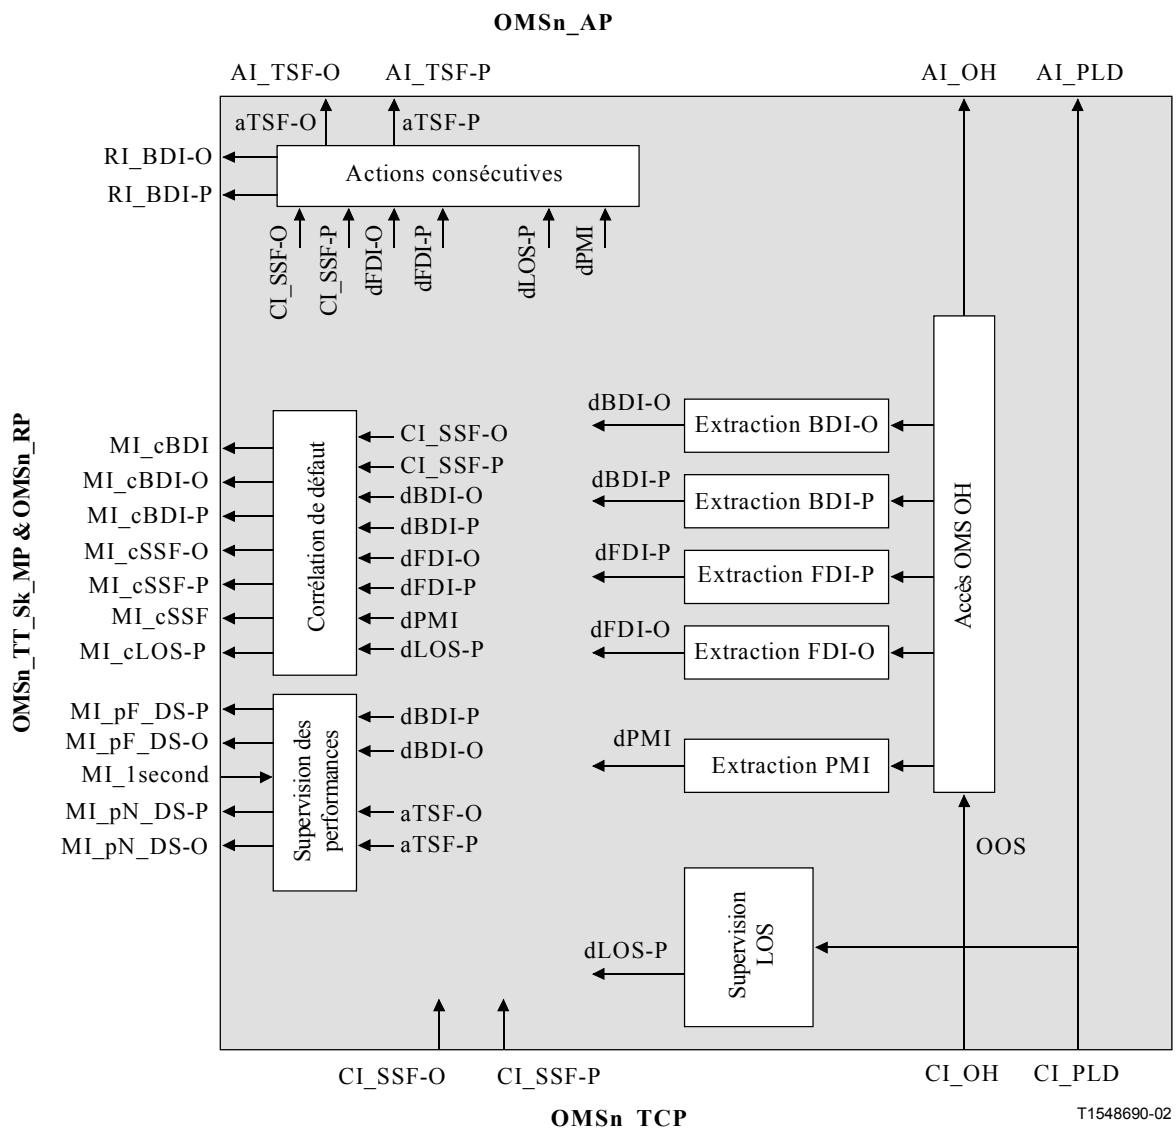 OMSn_AP
AI_TSF-O
AI_TSF-P
AI_OH
AI_PLD
aTSF-O
aTSF-P
RI_BDI-O
RI_BDI-P
Actions consécutives
CI_SSF-O
CI_SSF-P
dFDI-O
dFDI-P
dLOS-P
dPMI
OMSn_TT_Sk_MP & OMSn_RP
MI_cBDI
MI_cBDI-O
MI_cBDI-P
MI_cSSF-O
MI_cSSF-P
MI_cSSF
MI_cLOS-P
Corrélation de défaut
CI_SSF-O
CI_SSF-P
dBDI-O
dBDI-P
dFDI-O
dFDI-P
dPMI
dLOS-P
dBDI-O
Extraction BDI-O
dBDI-P
Extraction BDI-P
dFDI-P
Extraction FDI-P
dFDI-O
Extraction FDI-O
dPMI
Extraction PMI
Accès OMS OH
MI_pF_DS-P
MI_pF_DS-O
MI_1second
MI_pN_DS-P
MI_pN_DS-O
Supervision des
performances
dBDI-P
dBDI-O
aTSF-O
aTSF-P
OOS
dLOS-P
Supervision
LOS
CI_SSF-O
CI_SSF-P
CI_OH
CI_PLD
OMSn_TCP
T1548690-02